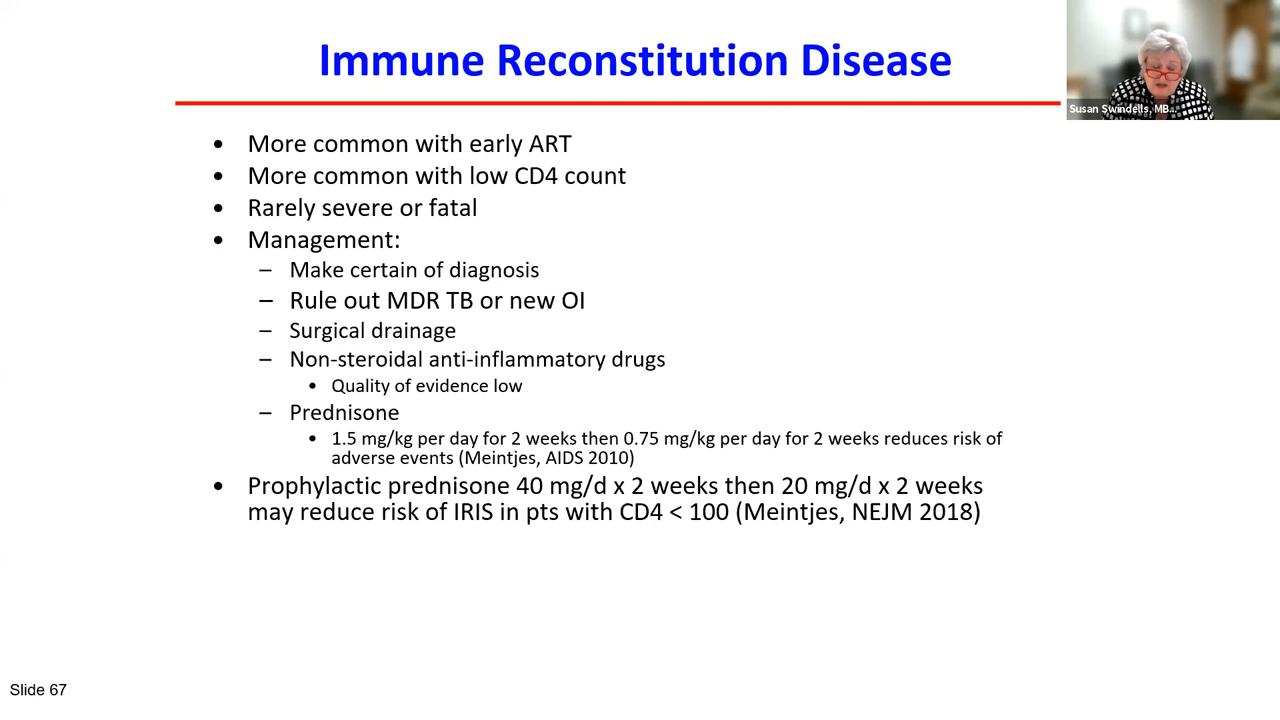 Immune Reconstitution Disease
Susan Swindells, MB...
• More common with early ART
• More common with low CD4 count
• Rarely severe or fatal
• Management:
– Make certain of diagnosis
– Rule out MDR TB or new OI
– Surgical drainage
– Non-steroidal anti-inflammatory drugs
• Quality of evidence low
– Prednisone
• 1.5 mg/kg per day for 2 weeks then 0.75 mg/kg per day for 2 weeks reduces risk of
adverse events (Meintjes, AIDS 2010)
• Prophylactic prednisone 40 mg/d x 2 weeks then 20 mg/d x 2 weeks
may reduce risk of IRIS in pts with CD4 < 100 (Meintjes, NEJM 2018)
Slide 67